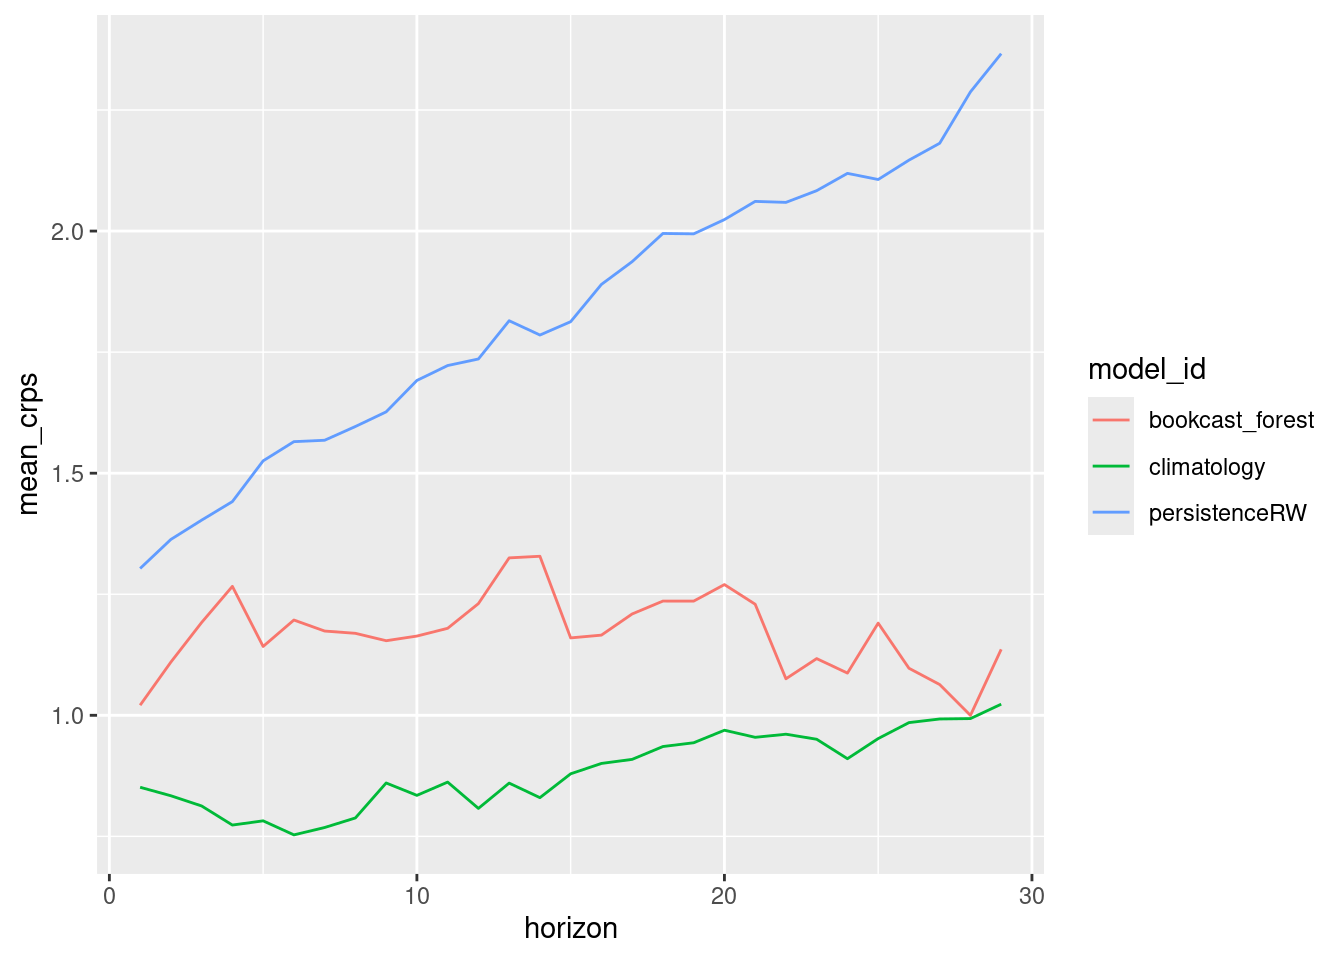 mean_crps
2.0
1.5
1.0
0
10
20
30
horizon
model_id
bookcast_forest
climatology
persistenceRW